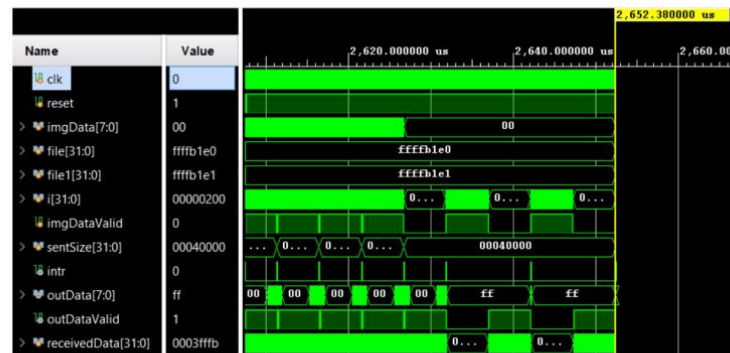 2,652.380000 us
Name Value 2,620.000000 us 2,640.000000 us 2,660.00
clk 0
reset 1
imgData[7:0] 00 00
file[31:0] ffffb1e0 ffffb1e0
file1[31:0] ffffb1e1 ffffb1e1
i[31:0] 00000200 0... 0... 0...
imgDataValid 0
sentSize[31:0] 00040000 ... 0... 0... 0... 00040000
intr 0
outData[7:0] ff 00 00 00 00 00 ff ff
outDataValid 1
receivedData[31:0] 0003fffb 0... 0...